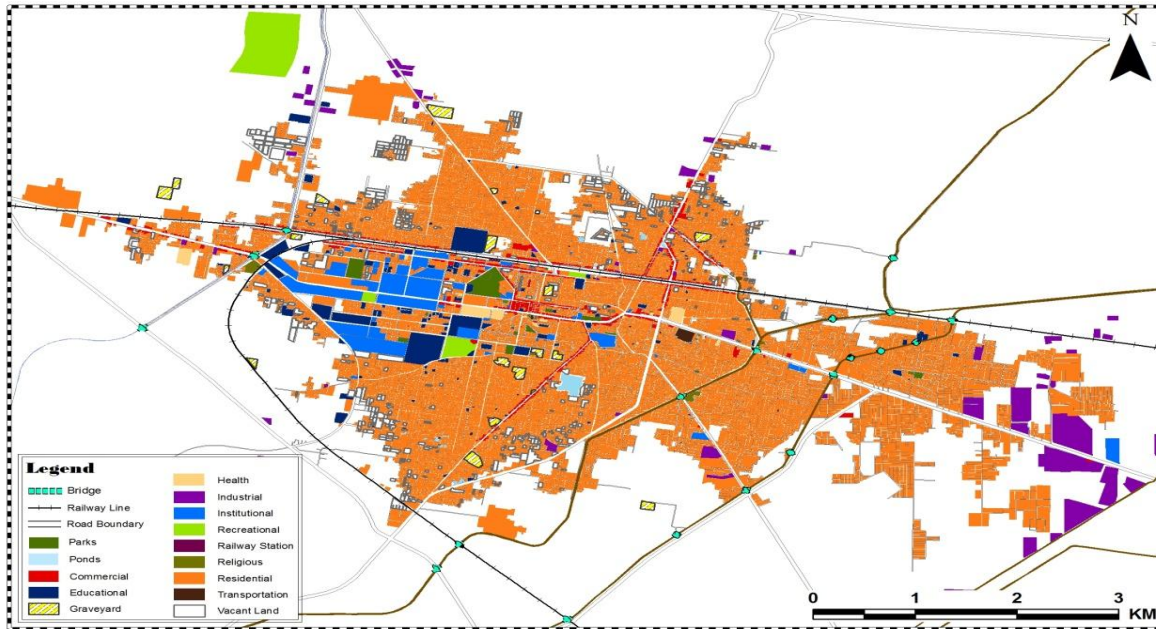 N
Legend
Bridge
Railway Line
Road Boundary
Parks
Ponds
Commercial
Educational
Graveyard
Health
Industrial
Institutional
Recreational
Railway Station
Religious
Residential
Transportation
Vacant Land
0 1 2 3
KM